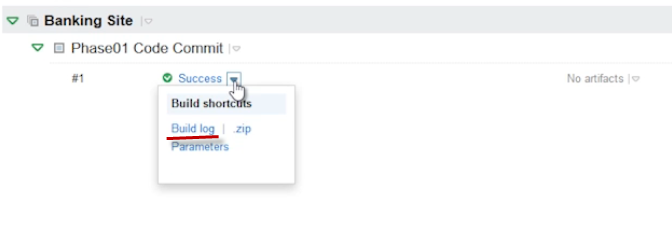 Banking Site
Phase01 Code Commit
#1 Success No artifacts
Build shortcuts
Build log | .zip
Parameters